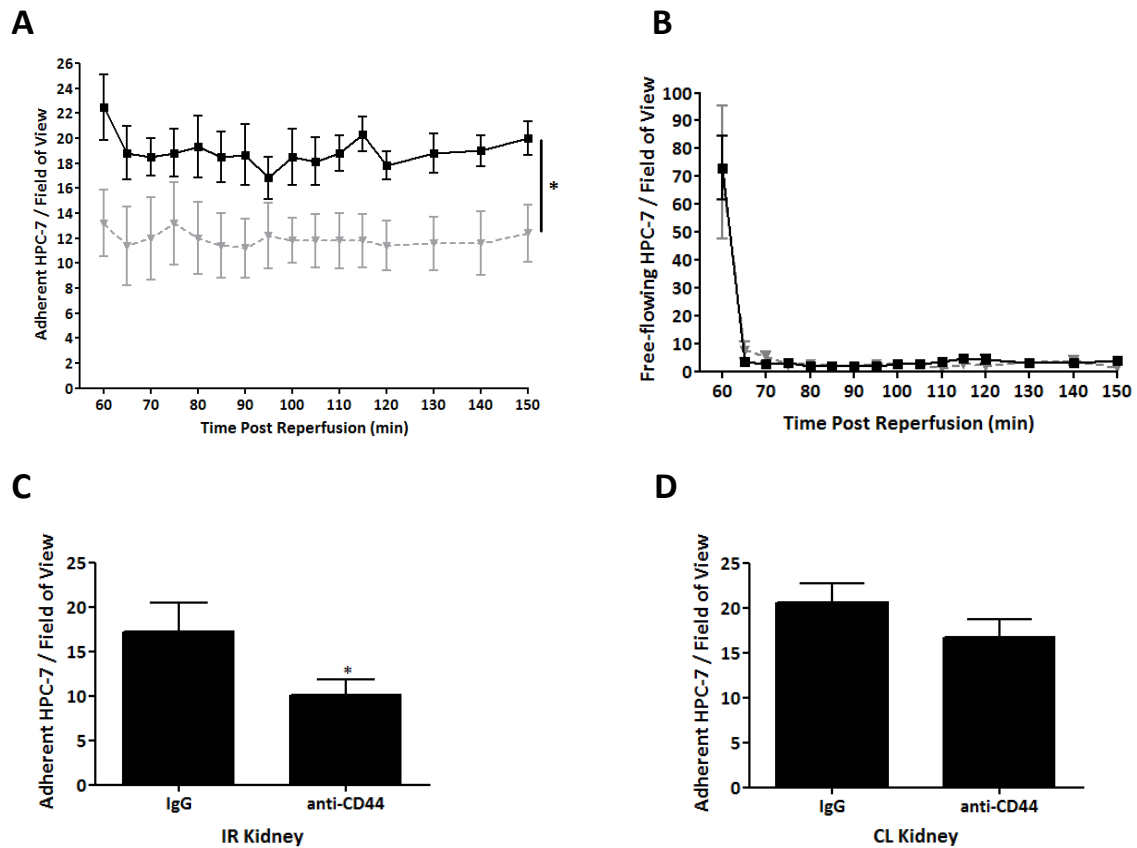 A
Adherent HPC-7 / Field of View
26
24
22
20
18
16
14
12
10
8
6
4
2
0
60 70 80 90 100 110 120 130 140 150
Time Post Reperfusion (min)
*
B
Free-flowing HPC-7 / Field of View
100
90
80
70
60
50
40
30
20
10
0
60 70 80 90 100 110 120 130 140 150
Time Post Reperfusion (min)
C
Adherent HPC-7 / Field of View
25
20
15
10
5
0
*
IgG anti-CD44
IR Kidney
D
Adherent HPC-7 / Field of View
25
20
15
10
5
0
IgG anti-CD44
CL Kidney